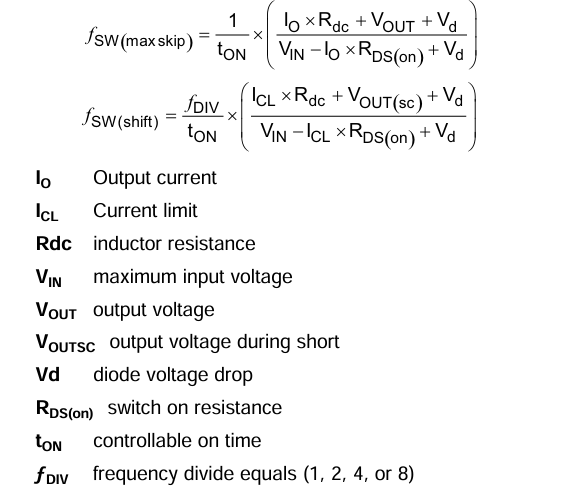 fSW(max skip) = 1/tON × (IO × Rdc + VOUT + Vd / VIN − IO × RDS(on) + Vd)
fSW(shift) = fDIV/tON × (ICL × Rdc + VOUT(sc) + Vd / VIN − ICL × RDS(on) + Vd)
IO Output current
ICL Current limit
Rdc inductor resistance
VIN maximum input voltage
VOUT output voltage
VOUTSC output voltage during short
Vd diode voltage drop
RDS(on) switch on resistance
tON controllable on time
fDIV frequency divide equals (1, 2, 4, or 8)